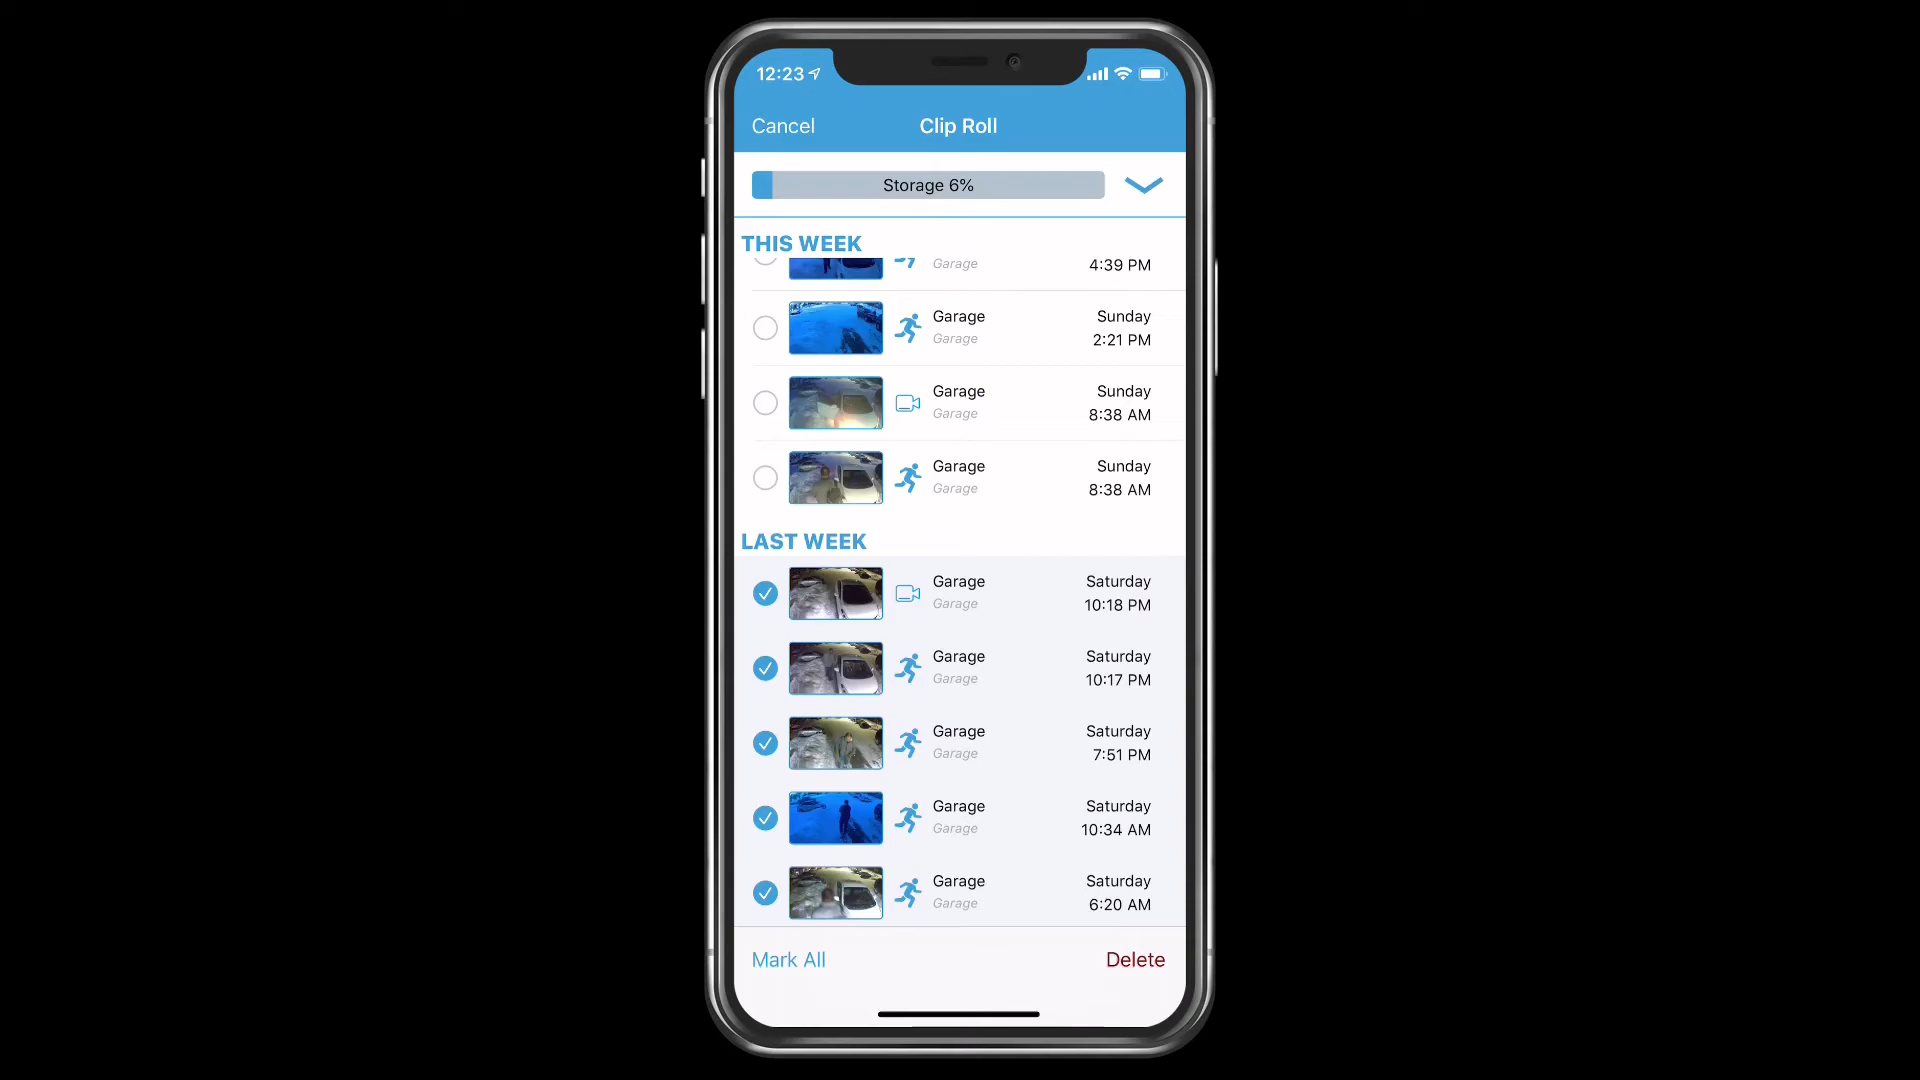 12:23
Cancel
Clip Roll
Storage 6%
THIS WEEK
Garage
4:39 PM
Garage
Sunday
Garage
2:21 PM
Garage
Sunday
Garage
8:38 AM
Garage
Sunday
Garage
8:38 AM
LAST WEEK
Garage
Saturday
Garage
10:18 PM
Garage
Saturday
Garage
10:17 PM
Garage
Saturday
Garage
7:51 PM
Garage
Saturday
Garage
10:34 AM
Garage
Saturday
Garage
6:20 AM
Mark All
Delete